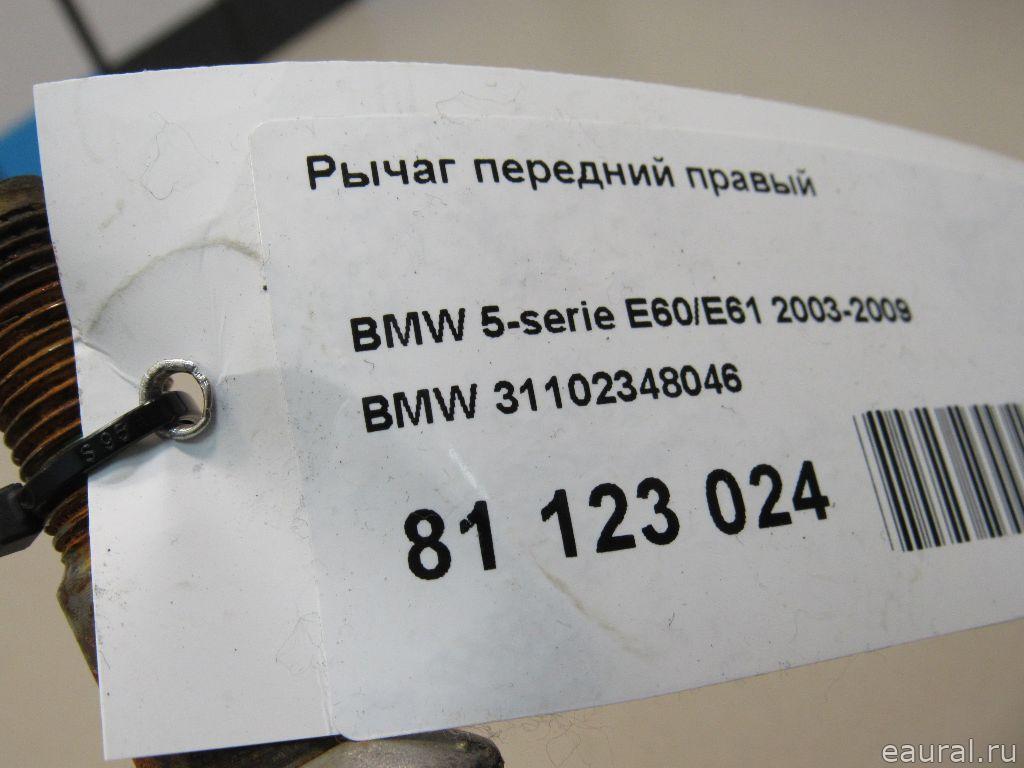 Рычаг передний правый
BMW 5-serie E60/E61 2003-2009
BMW 31102348046
81 123 024
eaural.ru